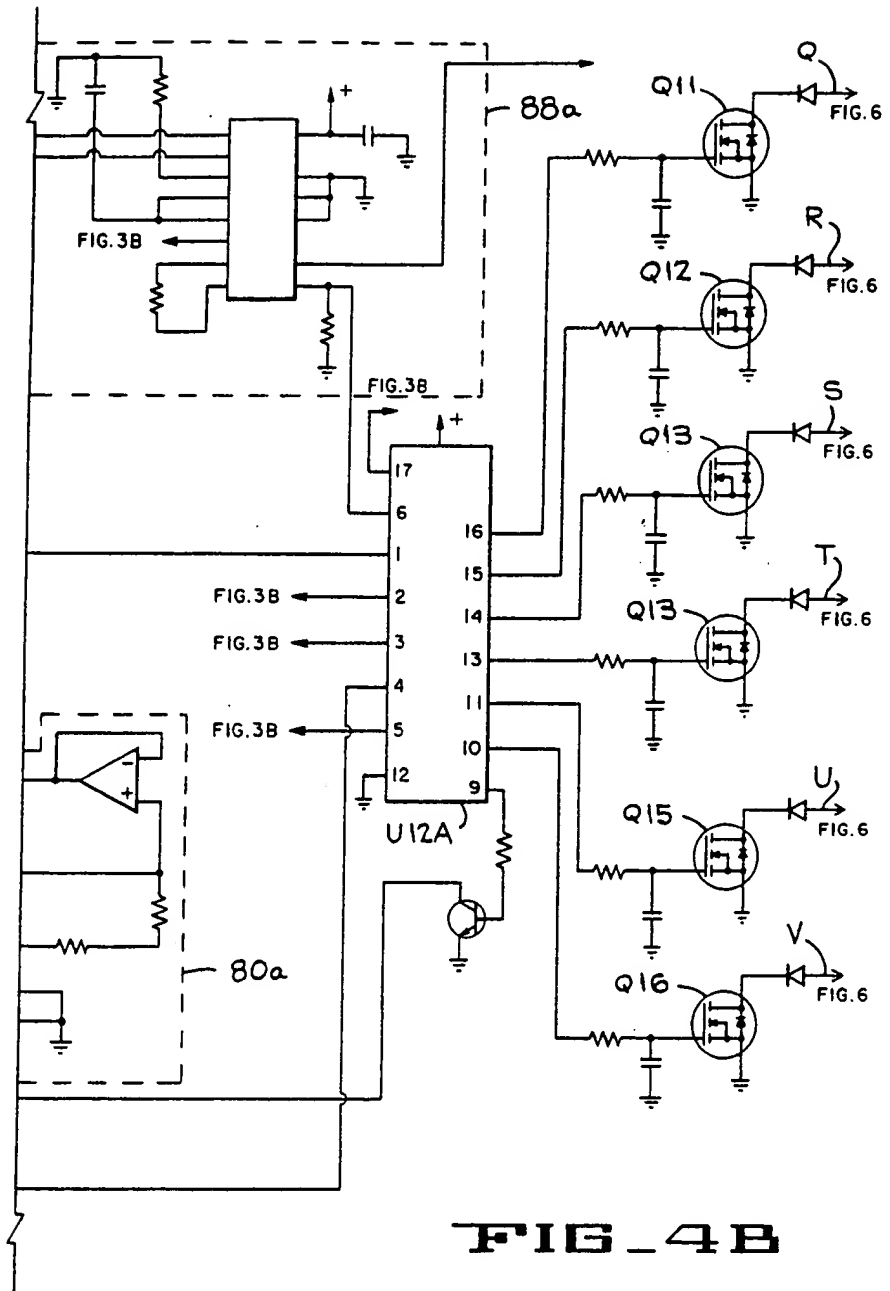 Q
Q11
FIG.6
88a
+
R
FIG.3B
Q12
FIG.6
FIG.3B
S
+
Q13
FIG.6
17
6
16
1
15
T
FIG.3B
2
14
Q13
FIG.6
FIG.3B
3
13
4
11
FIG.3B
5
10
-
12
9
U
+
U12A
Q15
FIG.6
80a
V
Q16
FIG.6
FIG_4B